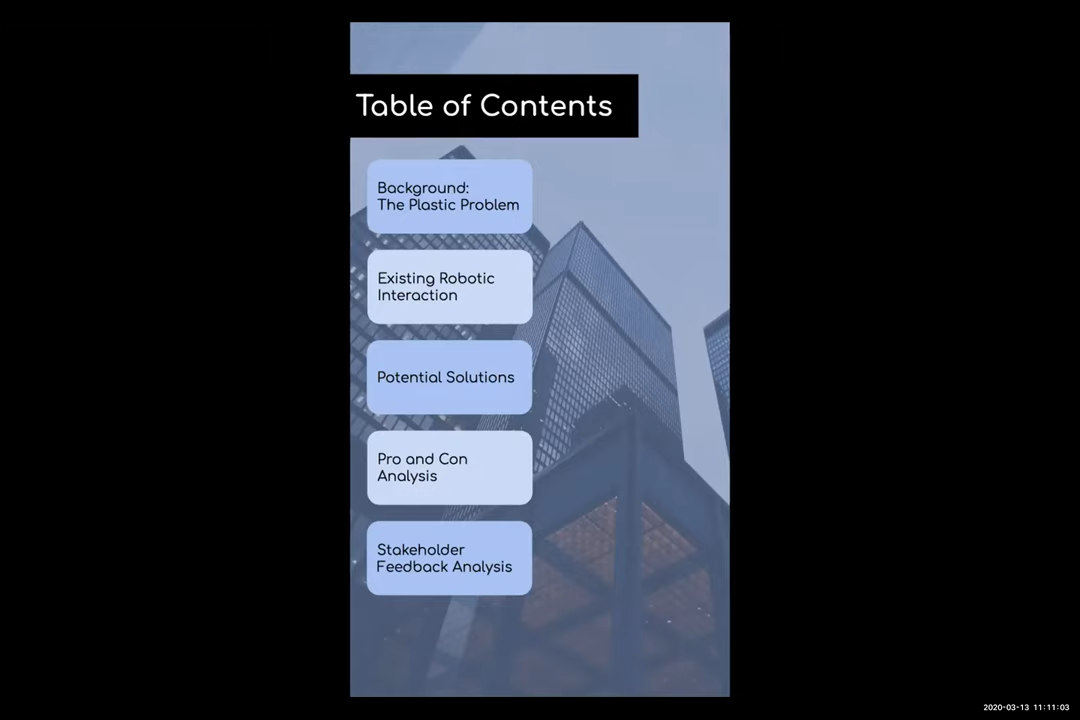 Table of Contents
Background:
The Plastic Problem
Existing Robotic
Interaction
Potential Solutions
Pro and Con
Analysis
Stakeholder
Feedback Analysis
2020-03-13 11:11:03